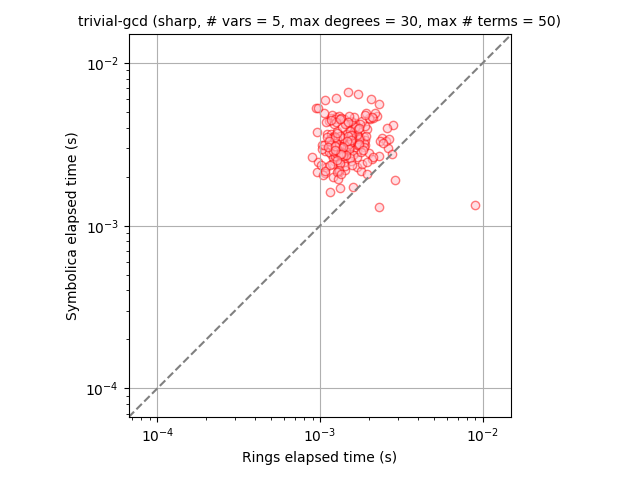 trivial-gcd (sharp, # vars = 5, max degrees = 30, max # terms = 50)
Symbolica elapsed time (s)
10⁻²
10⁻³
10⁻⁴
10⁻⁴
10⁻³
10⁻²
Rings elapsed time (s)